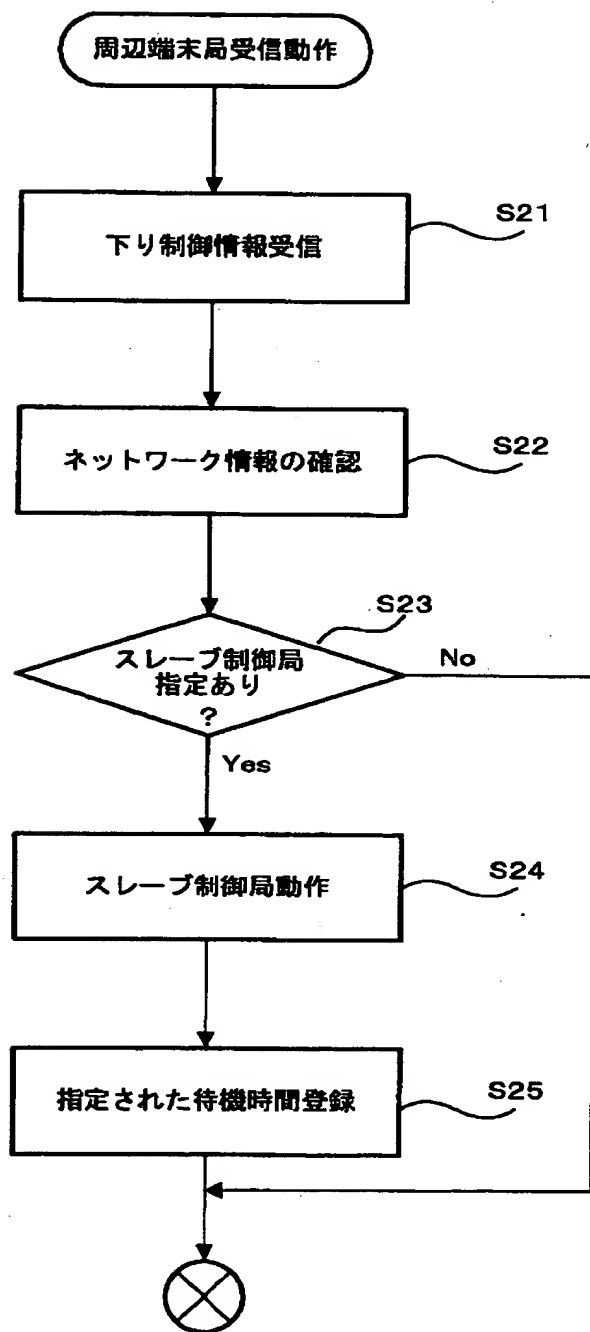 周辺端末局受信動作
S21
下り制御情報受信
S22
ネットワーク情報の確認
S23
スレーブ制御局
指定あり
?
No
Yes
S24
スレーブ制御局動作
S25
指定された待機時間登録